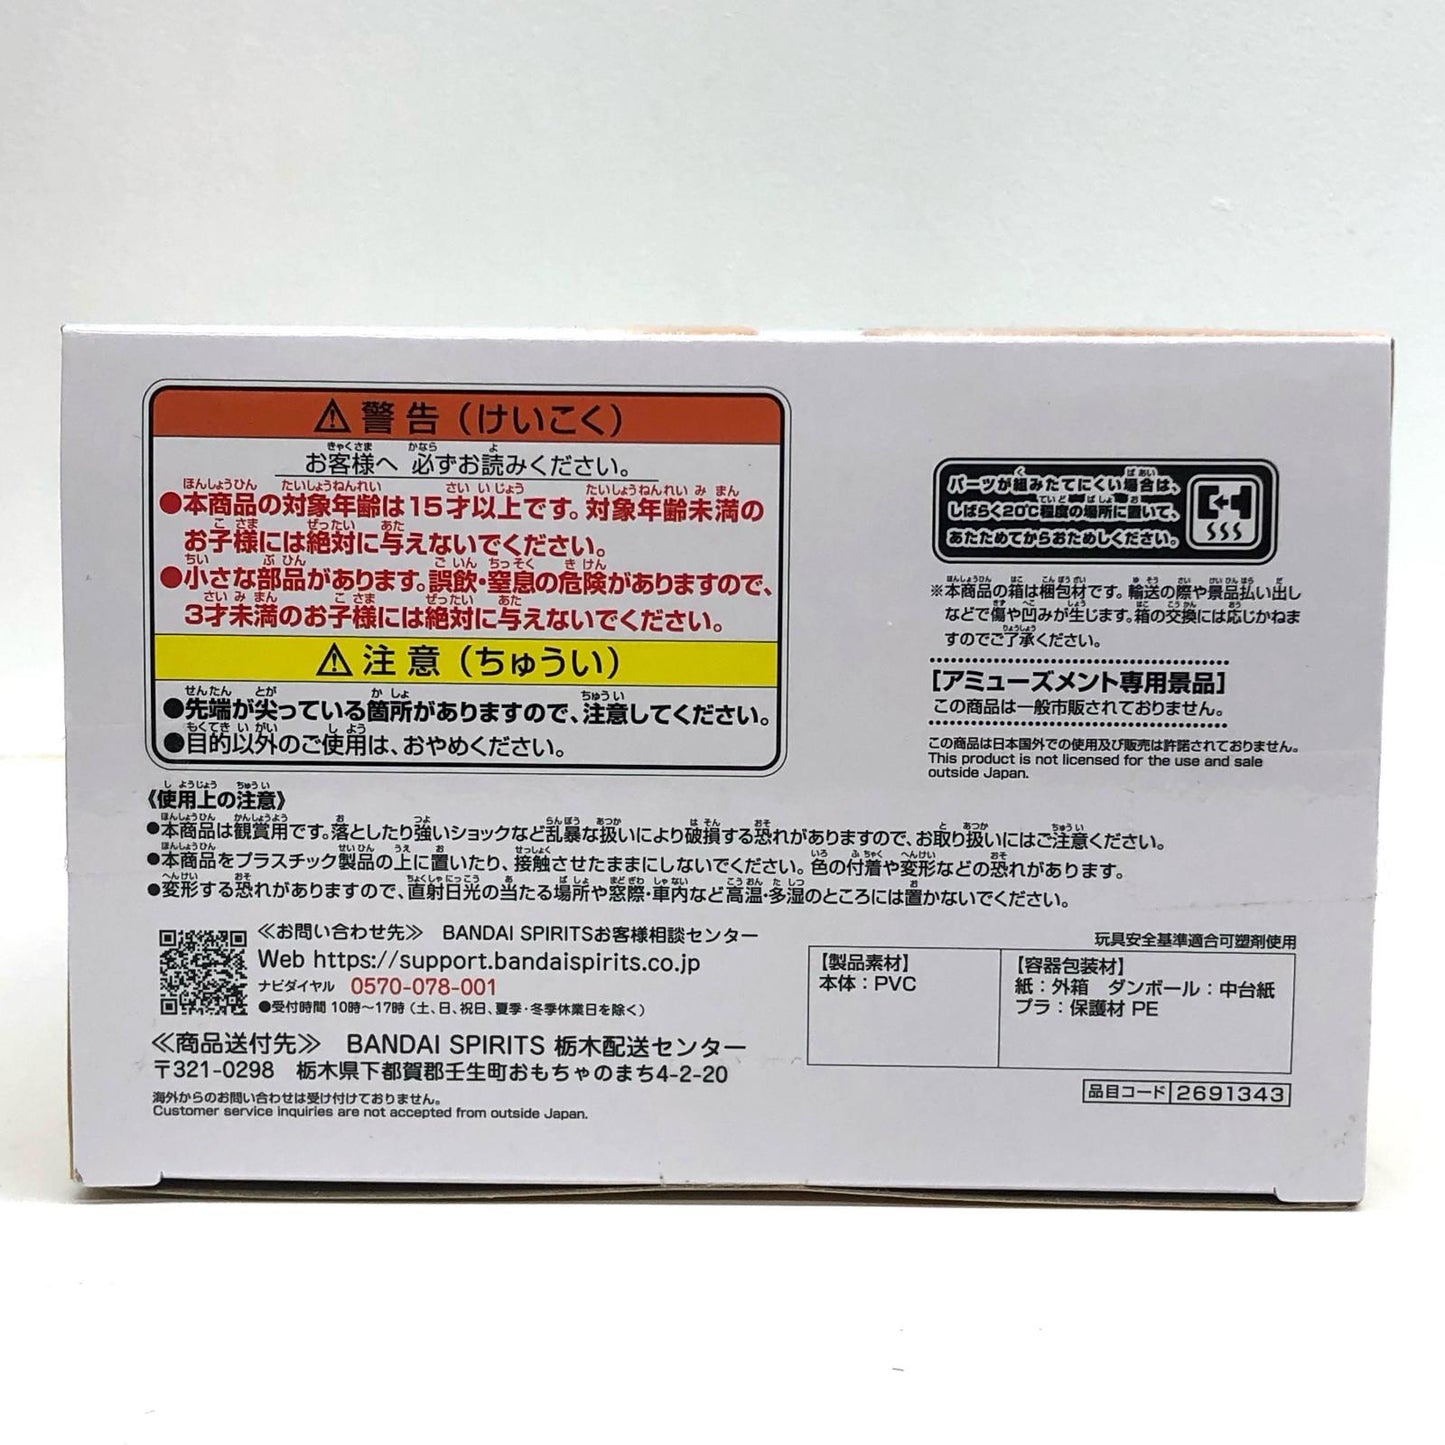 ⚠警告(けいこく)
お客様へ 必ずお読みください。
●本商品の対象年齢は15才以上です。対象年齢未満の
お子様には絶対に与えないでください。
●小さな部品があります。誤飲・窒息の危険がありますので、
3才未満のお子様には絶対に与えないでください。
⚠注意(ちゅうい)
●先端が尖っている箇所がありますので、注意してください。
●目的以外のご使用は、おやめください。
パーツが組みたてにくい場合は、
しばらく20℃程度の場所に置いて、
あたためてからおためしください。
※本商品の箱は梱包材です。輸送の際や景品払い出し
などで傷や凹みが生じます。箱の交換には応じかねま
すのでご了承ください。
[アミューズメント専用景品]
この商品は一般市販されておりません。
この商品は日本国外での使用及び販売は許諾されておりません。
This product is not licensed for the use and sale
outside Japan.
《使用上の注意》
●本商品は観賞用です。落としたり強いショックなど乱暴な扱いにより破損する恐れがありますので、お取り扱いにはご注意ください。
●本商品をプラスチック製品の上に置いたり、接触させたままにしないでください。色の付着や変形などの恐れがあります。
●変形する恐れがありますので、直射日光の当たる場所や窓際・車内など高温・多湿のところには置かないでください。
≪お問い合わせ先≫ BANDAI SPIRITSお客様相談センター
Web https://support.bandaispirits.co.jp
ナビダイヤル 0570-078-001
●受付時間 10時〜17時(土、日、祝日、夏季・冬季休業日を除く)
≪商品送付先≫ BANDAI SPIRITS 栃木配送センター
〒321-0298 栃木県下都賀郡壬生町おもちゃのまち4-2-20
海外からのお問い合わせは受け付けておりません。
Customer service inquiries are not accepted from outside Japan.
玩具安全基準適合可塑剤使用
【製品素材】
本体:PVC
【容器包装材】
紙:外箱 ダンボール:中台紙
プラ:保護材 PE
品目コード 2691343